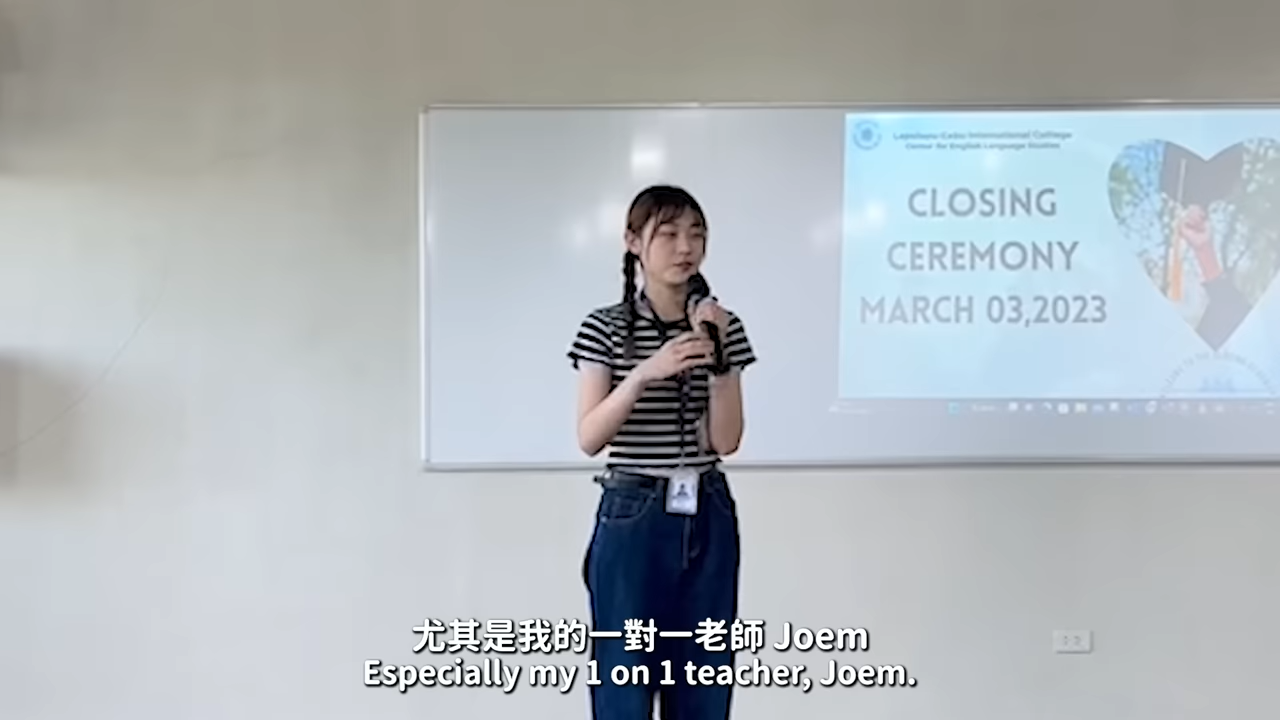 Lapulapu-Cebu International College
Center for English Language Studies
CLOSING
CEREMONY
MARCH 03,2023
尤其是我的一對一老師 Joem
Especially my 1 on 1 teacher, Joem.